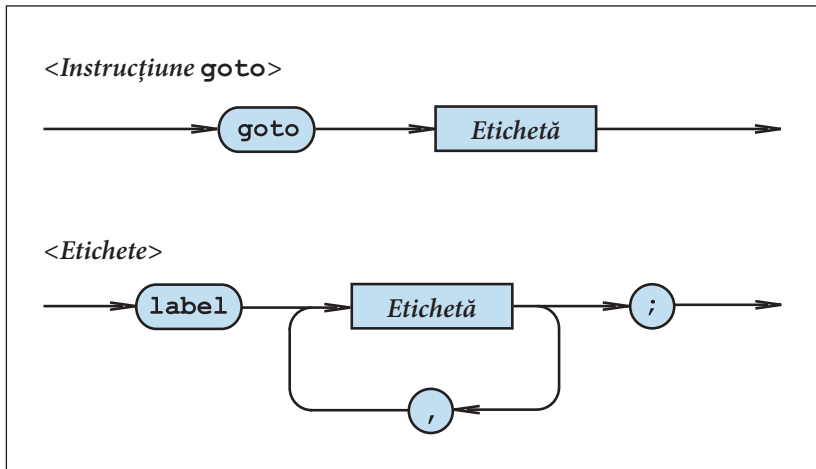 <Instrucțiune goto>
goto Etichetă
<Etichete>
label Etichetă ;
,